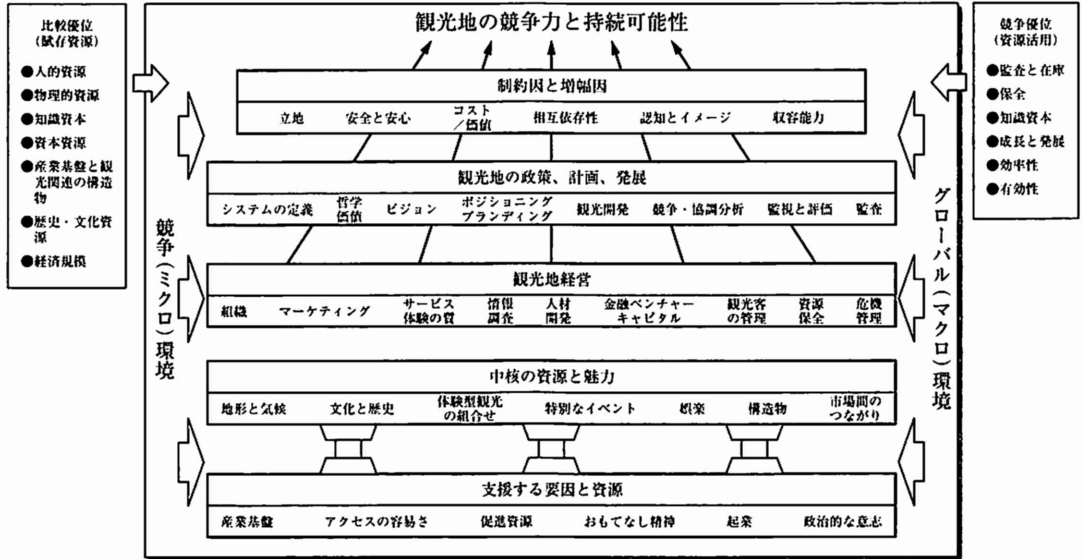 比較優位
(賦存資源)
●人的資源
●物理的資源
●知識資本
●資本資源
●産業基盤と観
光関連の構造
物
●歴史・文化資
源
●経済規模
観光地の競争力と持続可能性
制約因と増幅因
立地 安全と安心 コスト
/価値 相互依存性 認知とイメージ 収容能力
観光地の政策、計画、発展
システムの定義 哲学
価値 ビジョン ポジショニング
ブランディング 観光開発 競争・協調分析 監視と評価 監査
観光地経営
組織 マーケティング サービス
体験の質 情報
調査 人材
開発 金融ベンチャー
キャピタル 観光客
の管理 資源
保全 危機
管理
中核の資源と魅力
地形と気候 文化と歴史 体験型観光
の組合せ 特別なイベント 娯楽 構造物 市場間の
つながり
支援する要因と資源
産業基盤 アクセスの容易さ 促進資源 おもてなし精神 起業 政治的な意志
競争(ミクロ)環境
グローバル(マクロ)環境
競争優位
(資源活用)
●監査と在庫
●保全
●知識資本
●成長と発展
●効率性
●有効性